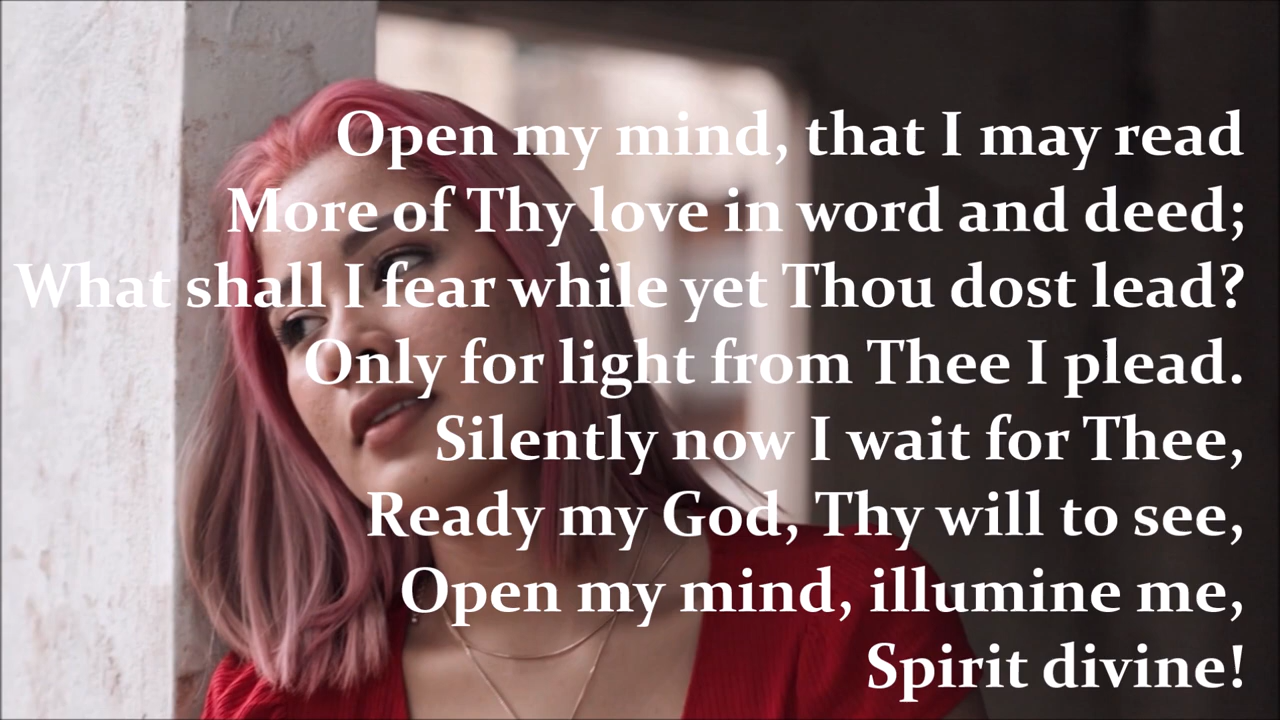 Open my mind, that I may read
More of Thy love in word and deed;
What shall I fear while yet Thou dost lead?
Only for light from Thee I plead.
Silently now I wait for Thee,
Ready my God, Thy will to see,
Open my mind, illumine me,
Spirit divine!